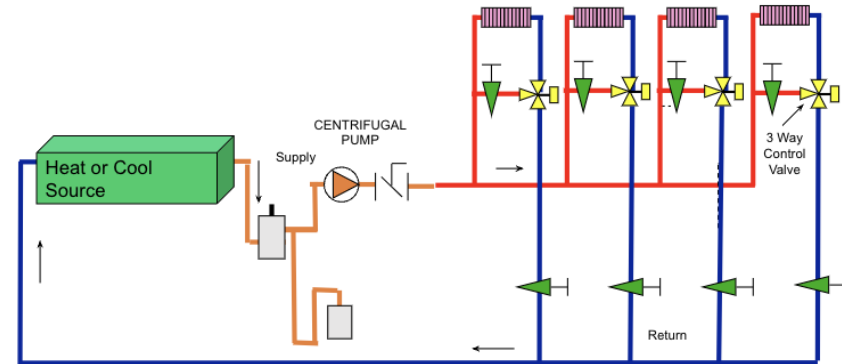 CENTRIFUGAL
PUMP
Supply
Heat or Cool
Source
3 Way
Control
Valve
Return